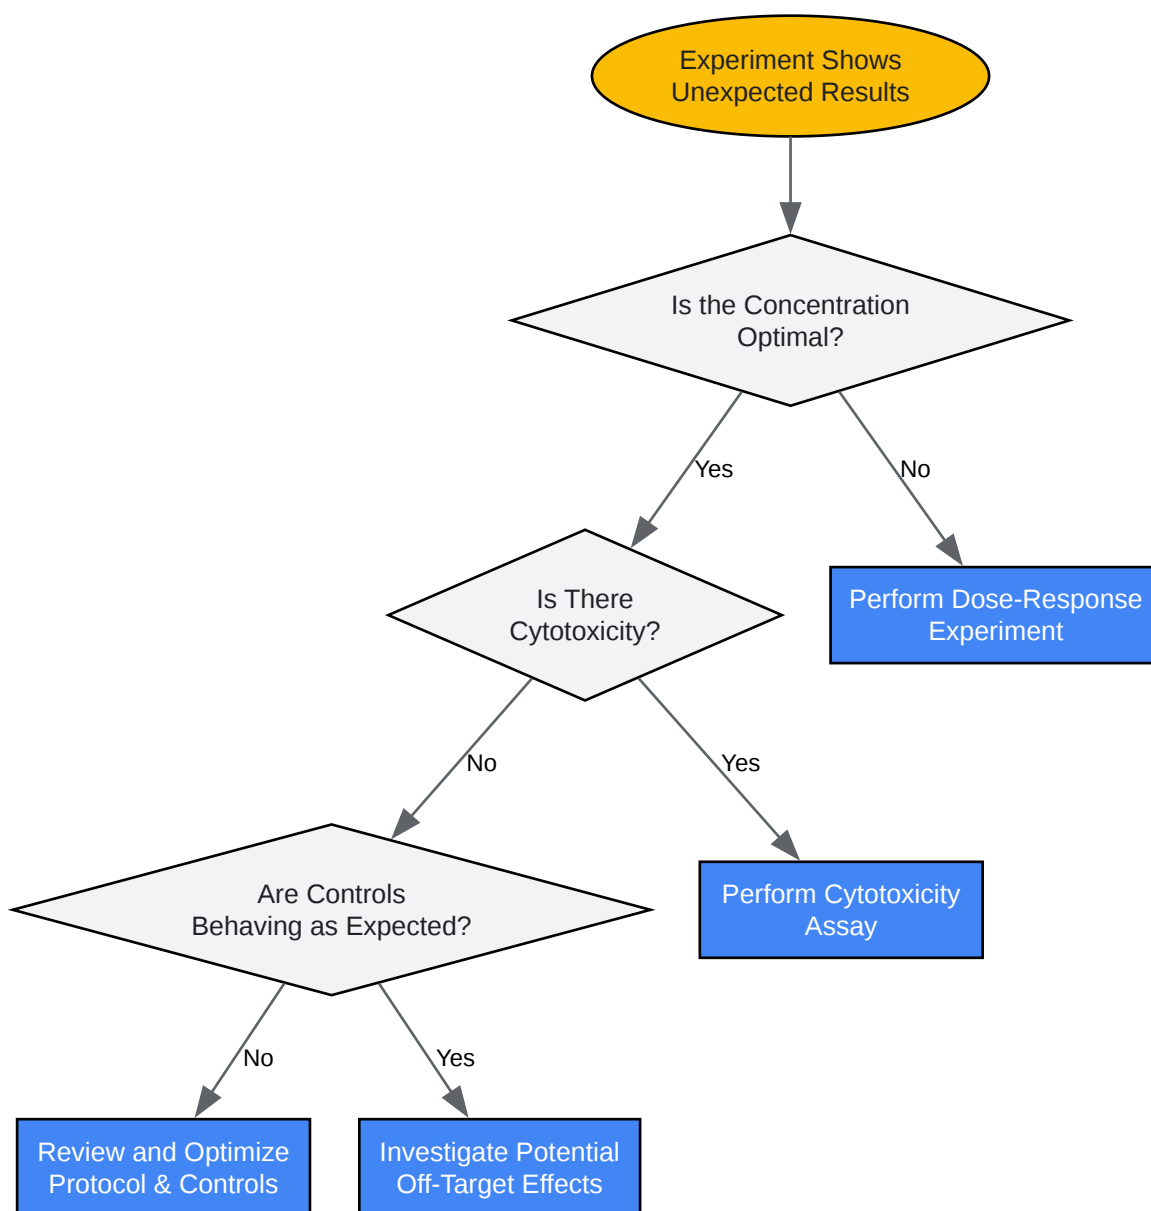 Experiment Shows
Unexpected Results
Is the Concentration
Optimal?
Yes
No
Is There
Cytotoxicity?
Perform Dose-Response
Experiment
No
Yes
Are Controls
Behaving as Expected?
Perform Cytotoxicity
Assay
No
Yes
Review and Optimize
Protocol & Controls
Investigate Potential
Off-Target Effects